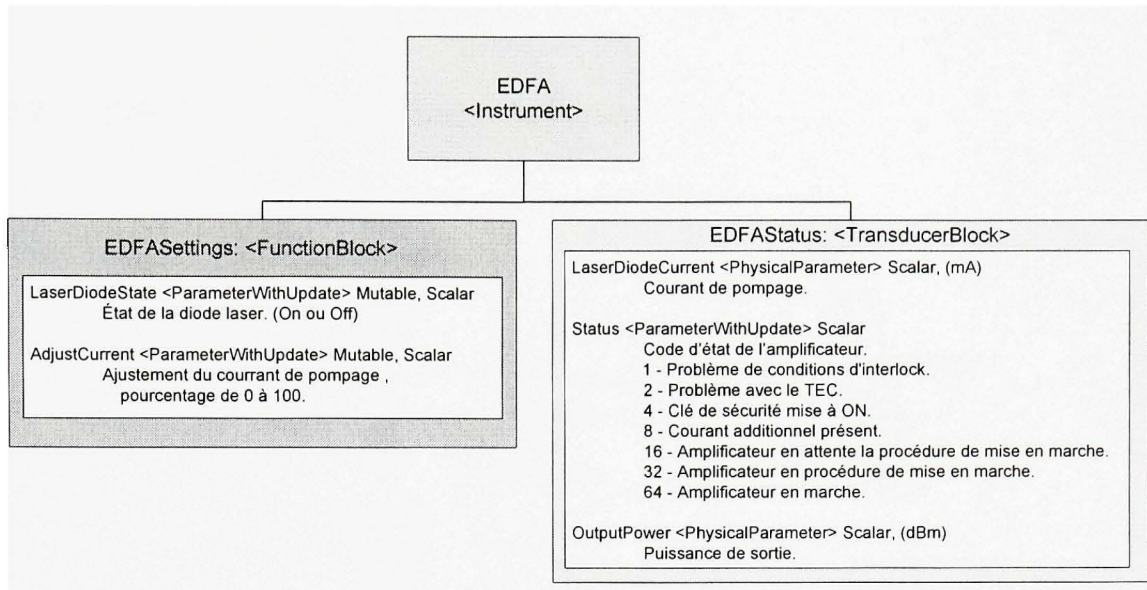 EDFA
<Instrument>
EDFASettings: <FunctionBlock>
LaserDiodeState <ParameterWithUpdate> Mutable, Scalar
État de la diode laser. (On ou Off)
AdjustCurrent <ParameterWithUpdate> Mutable, Scalar
Ajustement du courrant de pompage ,
pourcentage de 0 à 100.
EDFAStatus: <TransducerBlock>
LaserDiodeCurrent <PhysicalParameter> Scalar, (mA)
Courant de pompage.
Status <ParameterWithUpdate> Scalar
Code d'état de l'amplificateur.
1 - Problème de conditions d'interlock.
2 - Problème avec le TEC.
4 - Clé de sécurité mise à ON.
8 - Courant additionnel présent.
16 - Amplificateur en attente la procédure de mise en marche.
32 - Amplificateur en procédure de mise en marche.
64 - Amplificateur en marche.
OutputPower <PhysicalParameter> Scalar, (dBm)
Puissance de sortie.